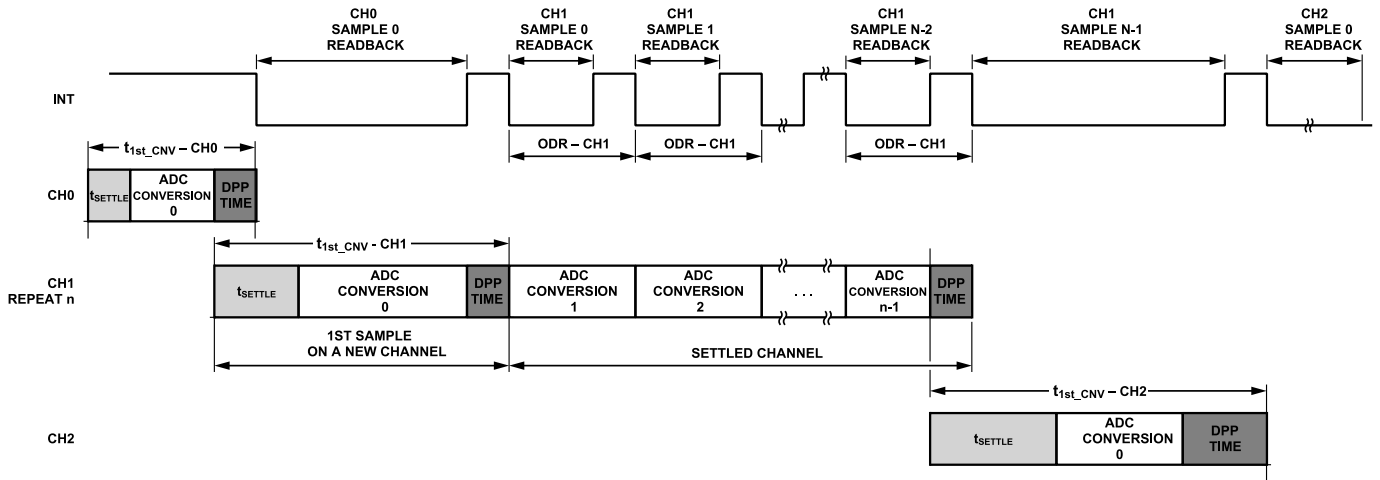 CH0
SAMPLE 0
READBACK
CH1
SAMPLE 0
READBACK
CH1
SAMPLE 1
READBACK
CH1
SAMPLE N-2
READBACK
CH1
SAMPLE N-1
READBACK
CH2
SAMPLE 0
READBACK
INT
ODR – CH1
ODR – CH1
ODR – CH1
t1st_CNV – CH0
CH0
tSETTLE
ADC
CONVERSION
0
DPP
TIME
t1st_CNV - CH1
CH1
REPEAT n
tSETTLE
ADC
CONVERSION
0
DPP
TIME
ADC
CONVERSION
1
ADC
CONVERSION
2
. . .
ADC
CONVERSION
n-1
DPP
TIME
1ST SAMPLE
ON A NEW CHANNEL
SETTLED CHANNEL
t1st_CNV – CH2
CH2
tSETTLE
ADC
CONVERSION
0
DPP
TIME